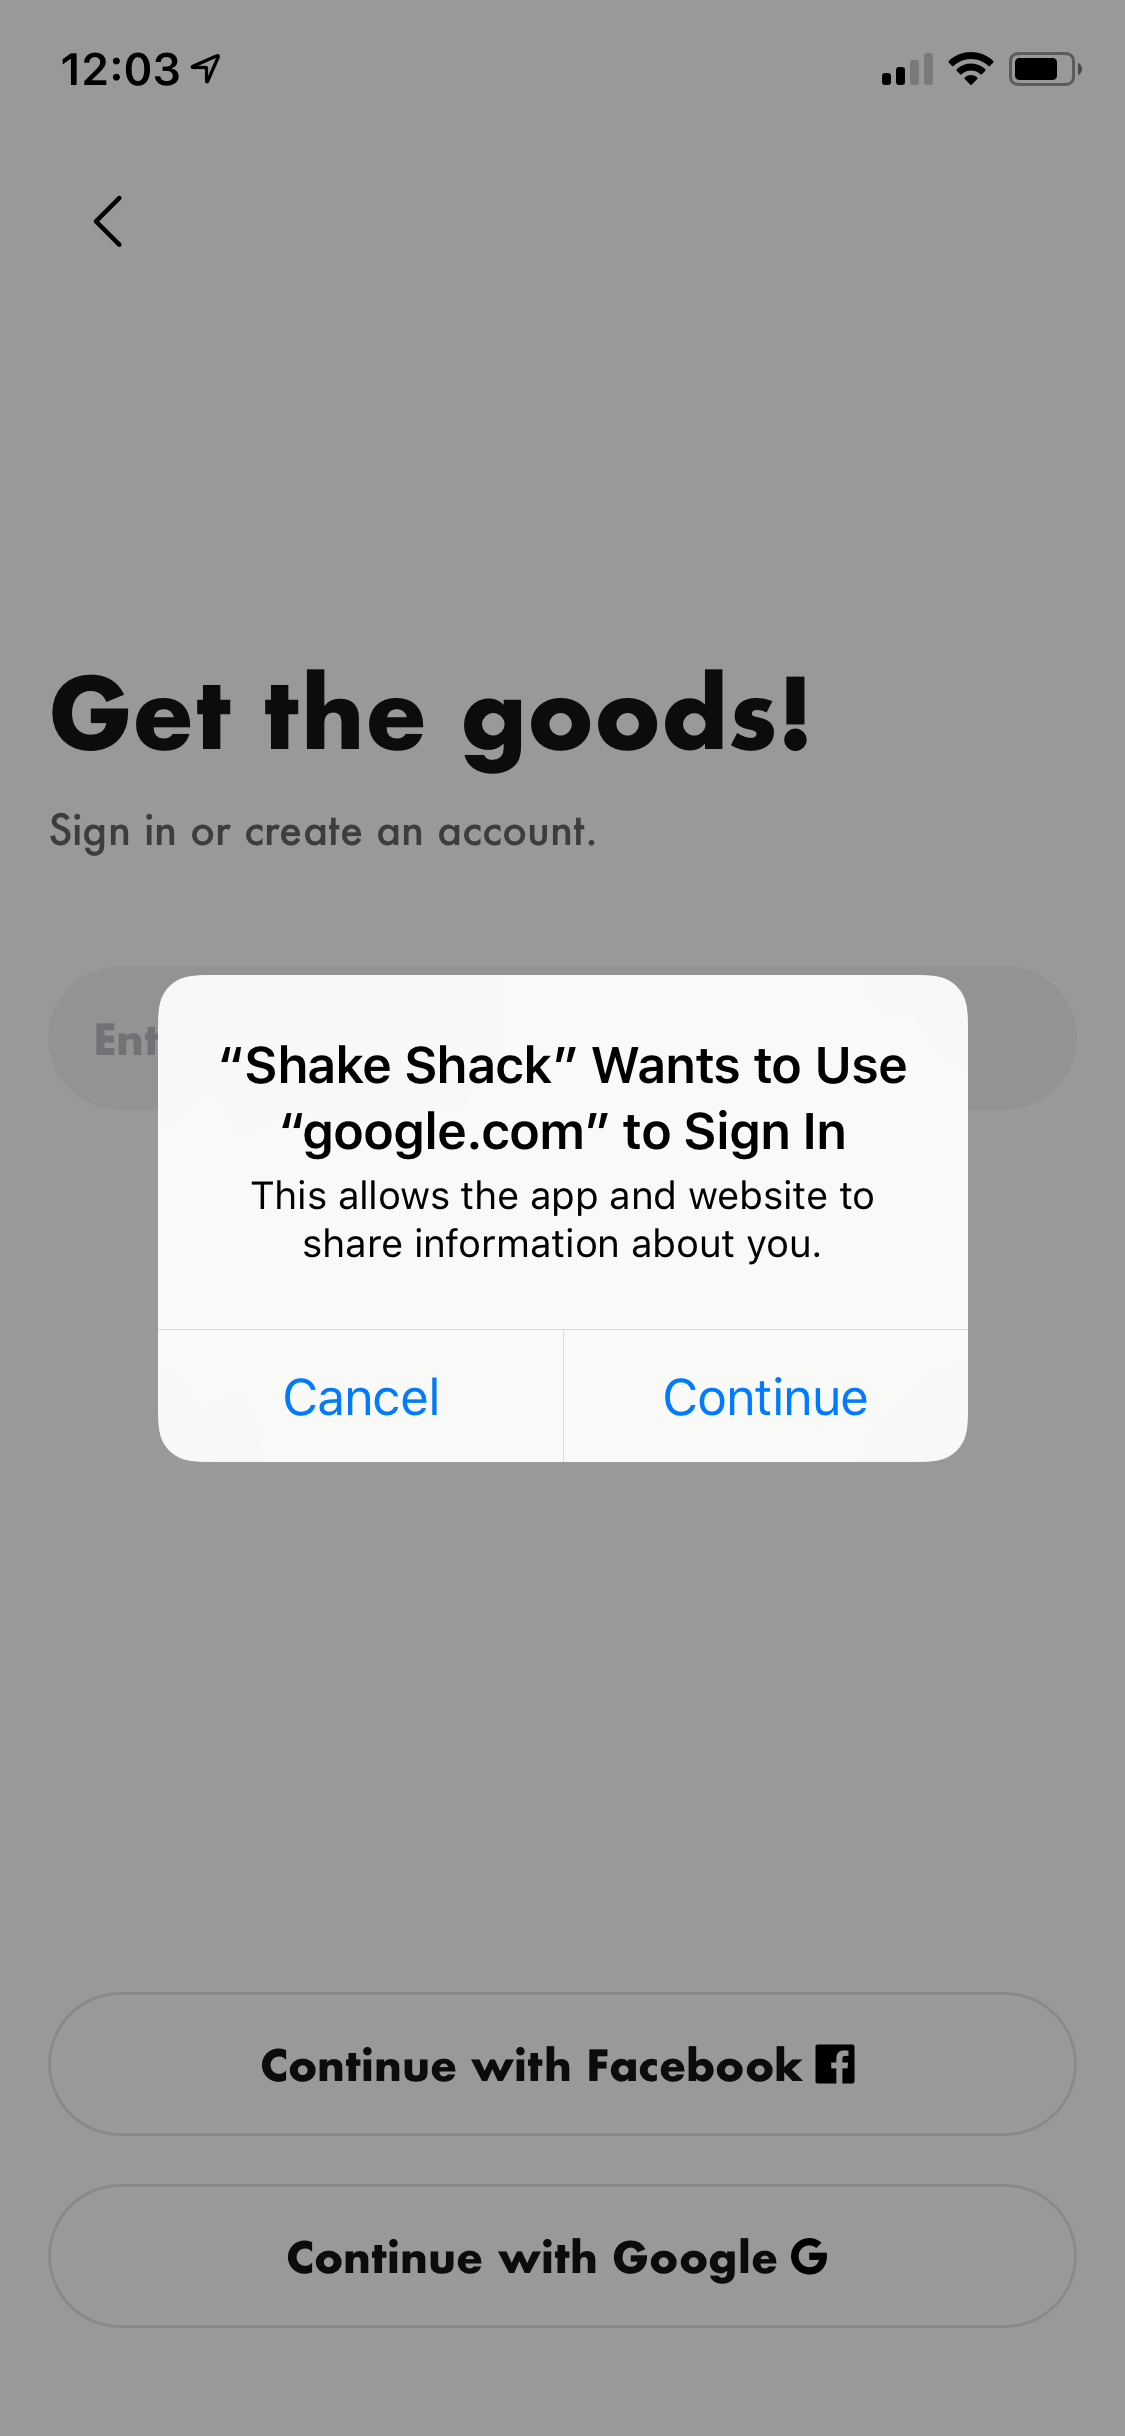 12:03
Get the goods!
Sign in or create an account.
“Shake Shack” Wants to Use
“google.com” to Sign In
This allows the app and website to
share information about you.
Cancel
Continue
Continue with Facebook
Continue with Google G